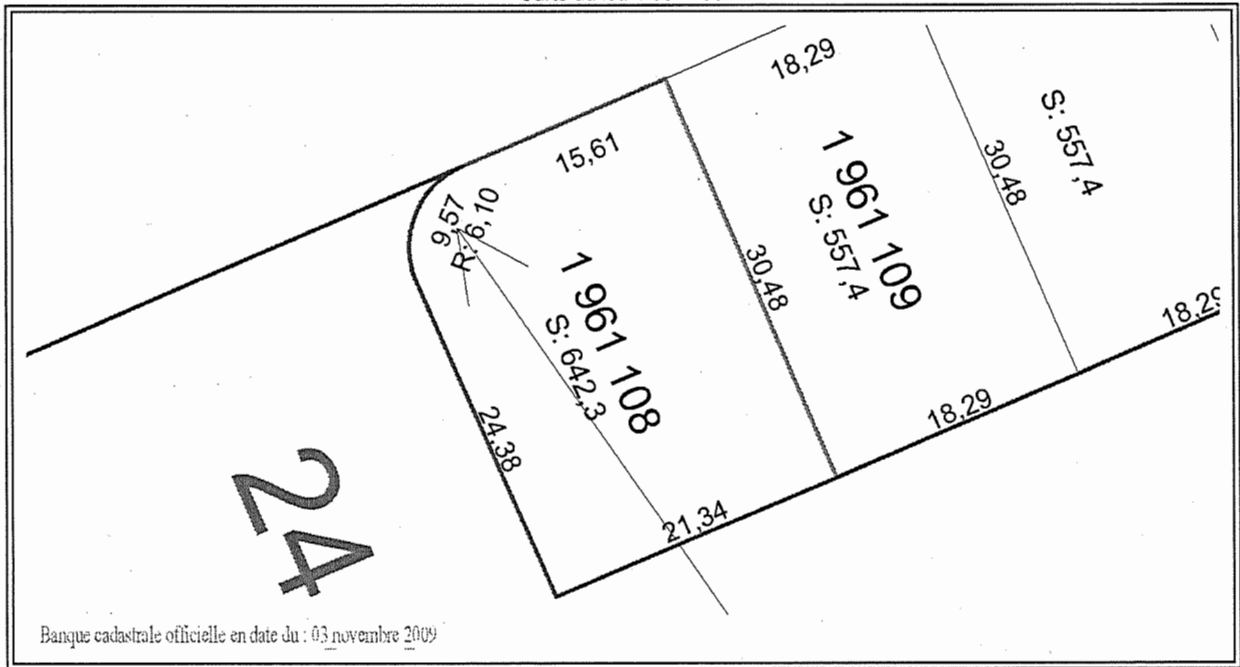 18,29
15,61
S: 557,4
30,48
1 961 109
S: 557,4
9,57
R: 6,10
30,48
1 961 108
S: 642,3
18,29
18,29
24,38
21,34
24
Banque cadastrale officielle en date du : 03 novembre 2009